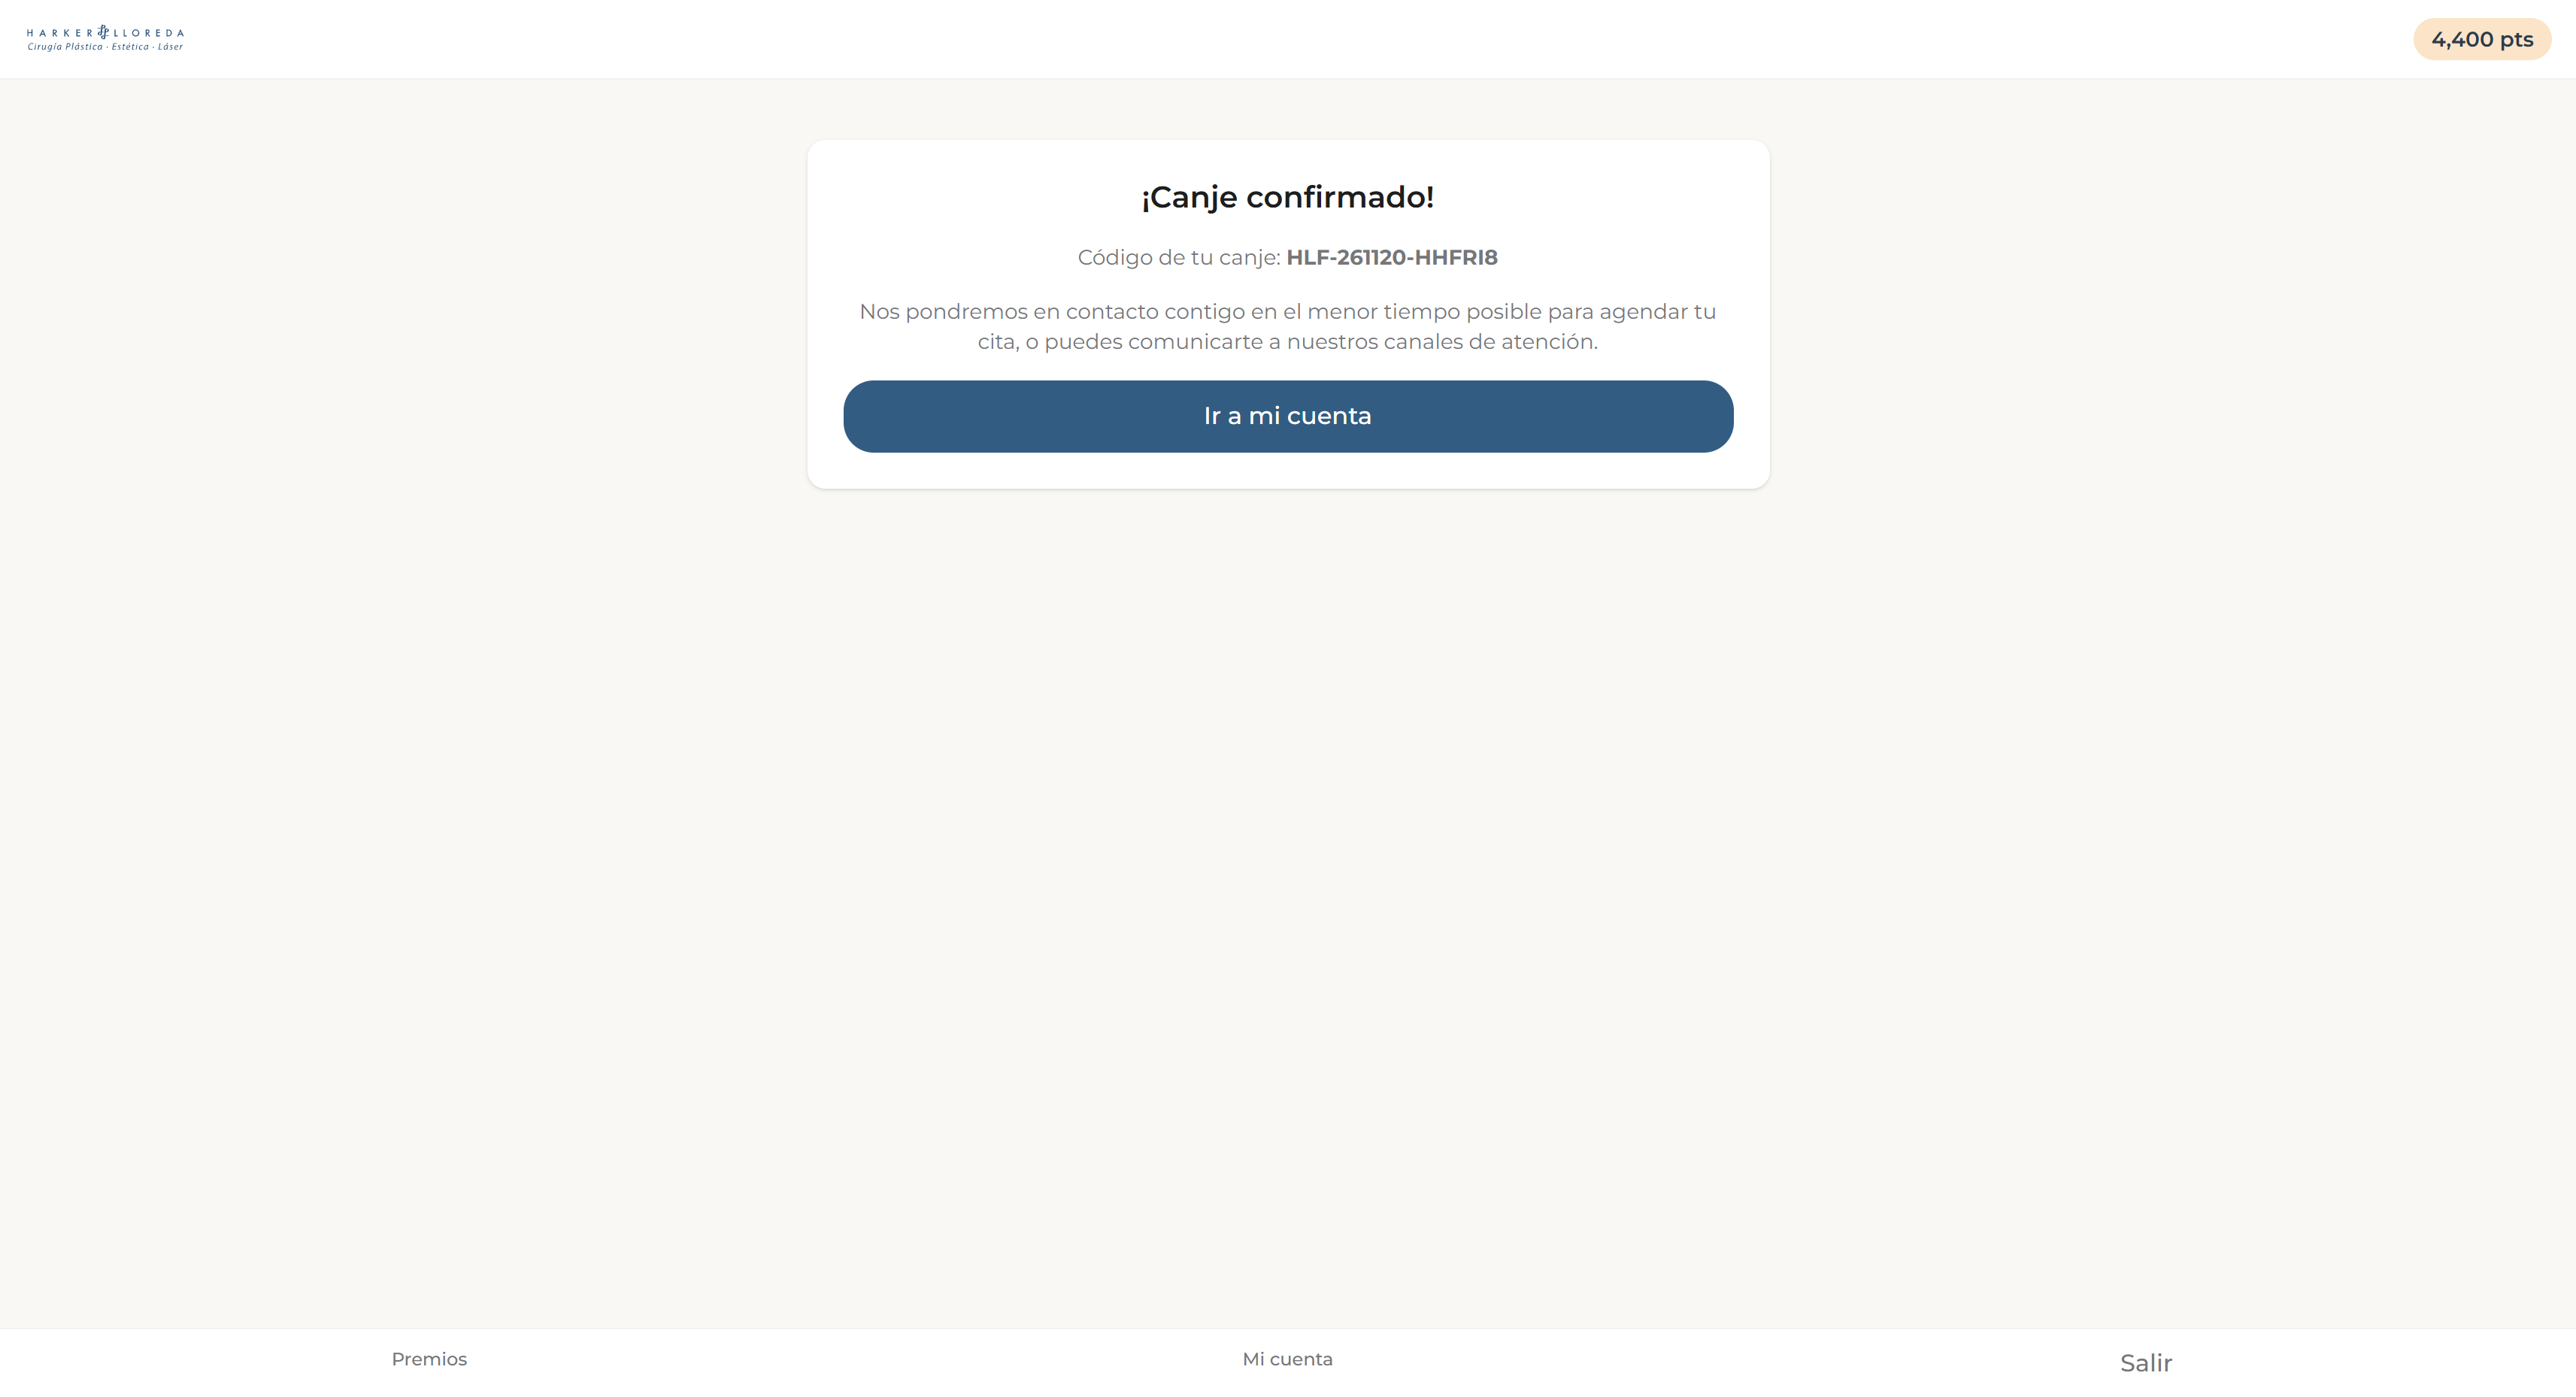 HARKER LLOREDA
Cirugía Plástica · Estética · Láser
4,400 pts
¡Canje confirmado!
Código de tu canje: HLF-261120-HHFRI8
Nos pondremos en contacto contigo en el menor tiempo posible para agendar tu
cita, o puedes comunicarte a nuestros canales de atención.
Ir a mi cuenta
Premios
Mi cuenta
Salir